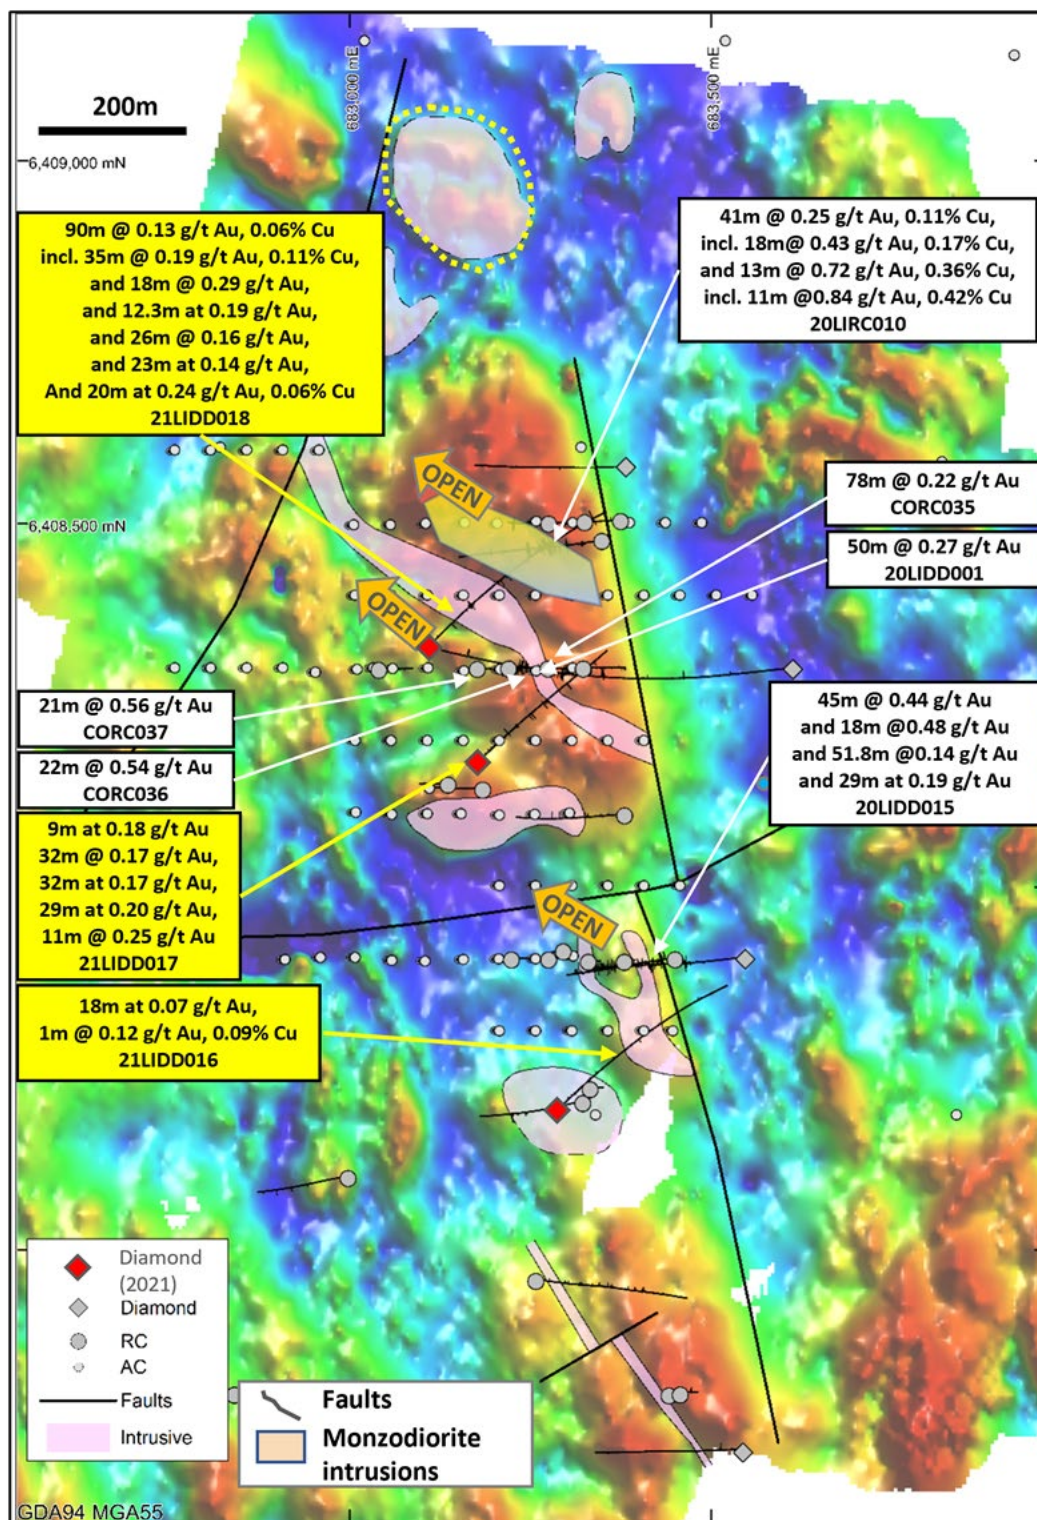 683,000 mE
683,500 mE
200m
6,409,000 mN
90m @ 0.13 g/t Au, 0.06% Cu
incl. 35m @ 0.19 g/t Au, 0.11% Cu,
and 18m @ 0.29 g/t Au,
and 12.3m at 0.19 g/t Au,
and 26m @ 0.16 g/t Au,
and 23m at 0.14 g/t Au,
And 20m at 0.24 g/t Au, 0.06% Cu
21LIDD018
41m @ 0.25 g/t Au, 0.11% Cu,
incl. 18m@ 0.43 g/t Au, 0.17% Cu,
and 13m @ 0.72 g/t Au, 0.36% Cu,
incl. 11m @0.84 g/t Au, 0.42% Cu
20LIRC010
OPEN
78m @ 0.22 g/t Au
CORC035
6,408,500 mN
50m @ 0.27 g/t Au
20LIDD001
OPEN
21m @ 0.56 g/t Au
CORC037
45m @ 0.44 g/t Au
and 18m @0.48 g/t Au
and 51.8m @0.14 g/t Au
and 29m at 0.19 g/t Au
20LIDD015
22m @ 0.54 g/t Au
CORC036
9m at 0.18 g/t Au
32m @ 0.17 g/t Au,
32m at 0.17 g/t Au,
29m at 0.20 g/t Au,
11m @ 0.25 g/t Au
21LIDD017
OPEN
18m at 0.07 g/t Au,
1m @ 0.12 g/t Au, 0.09% Cu
21LIDD016
Diamond
(2021)
Diamond
RC
AC
Faults
Intrusive
Faults
Monzodiorite
intrusions
GDA94 MGA55